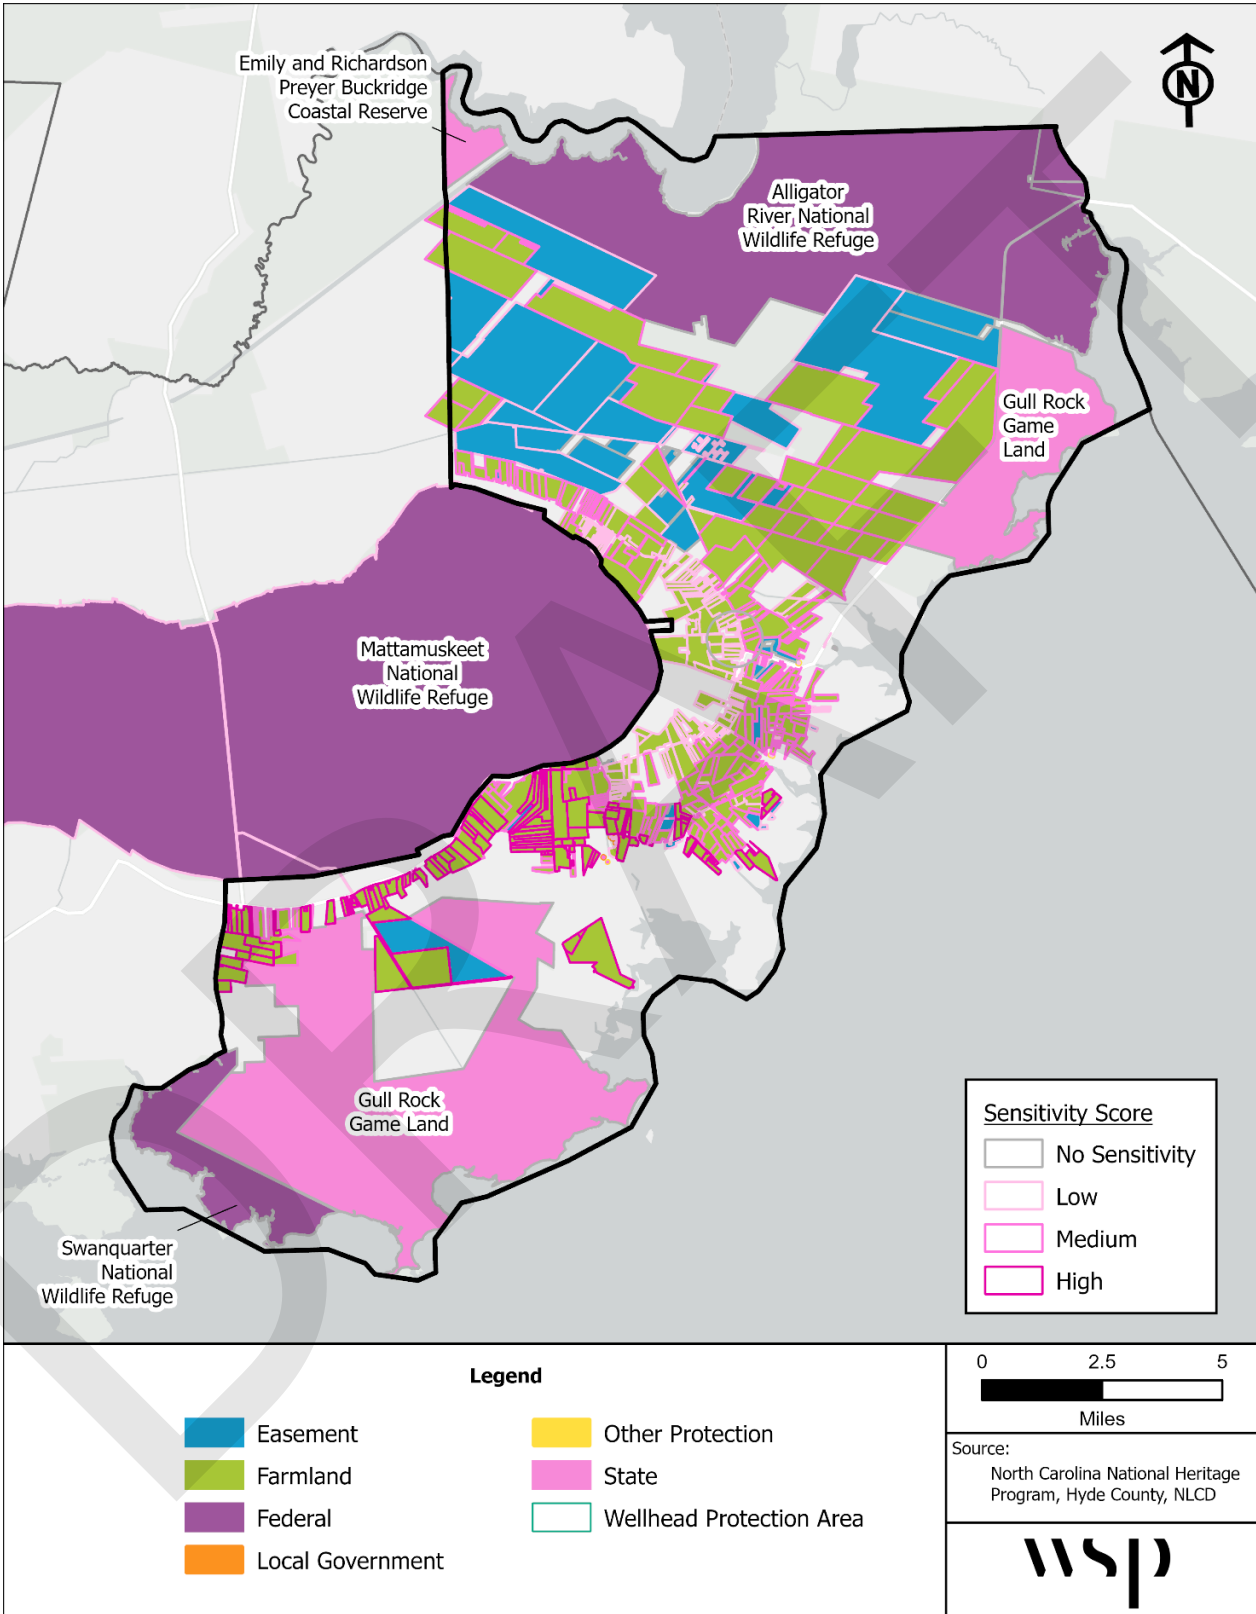 Emily and Richardson
Preyer Buckridge
Coastal Reserve
N
Alligator
River National
Wildlife Refuge
Gull Rock
Game
Land
Mattamuskeet
National
Wildlife Refuge
Gull Rock
Game Land
Swanquarter
National
Wildlife Refuge
Sensitivity Score
No Sensitivity
Low
Medium
High
Legend
Easement
Farmland
Federal
Local Government
Other Protection
State
Wellhead Protection Area
0 2.5 5
Miles
Source:
North Carolina National Heritage
Program, Hyde County, NLCD
wsp
DRAFT